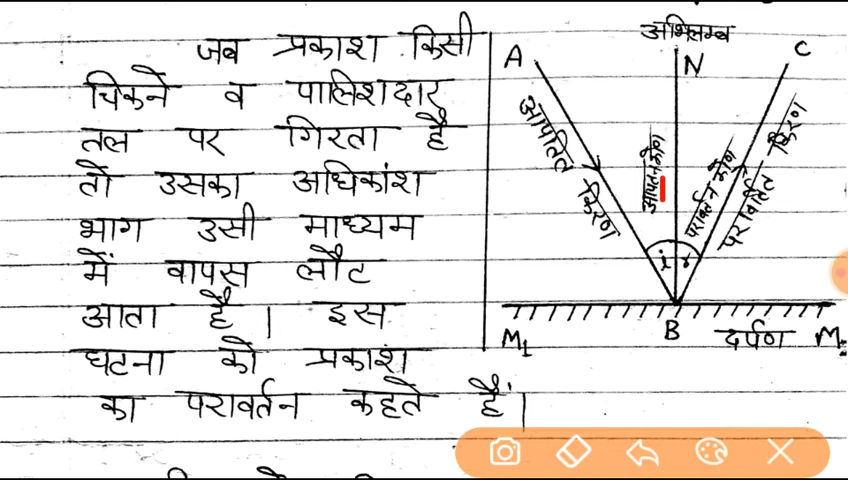 जब प्रकाश किसी
चिकने व पालिशदार
तल पर गिरता है
तो उसका अधिकांश
भाग उसी माध्यम
में वापस लौट
आता है। इस
घटना को प्रकाश
का परावर्तन कहते हैं।
अभिलम्ब
A
N
C
आपतित किरण
आपतन कोण
परावर्तन कोण
परावर्तित किरण
i
r
M₁
B
दर्पण